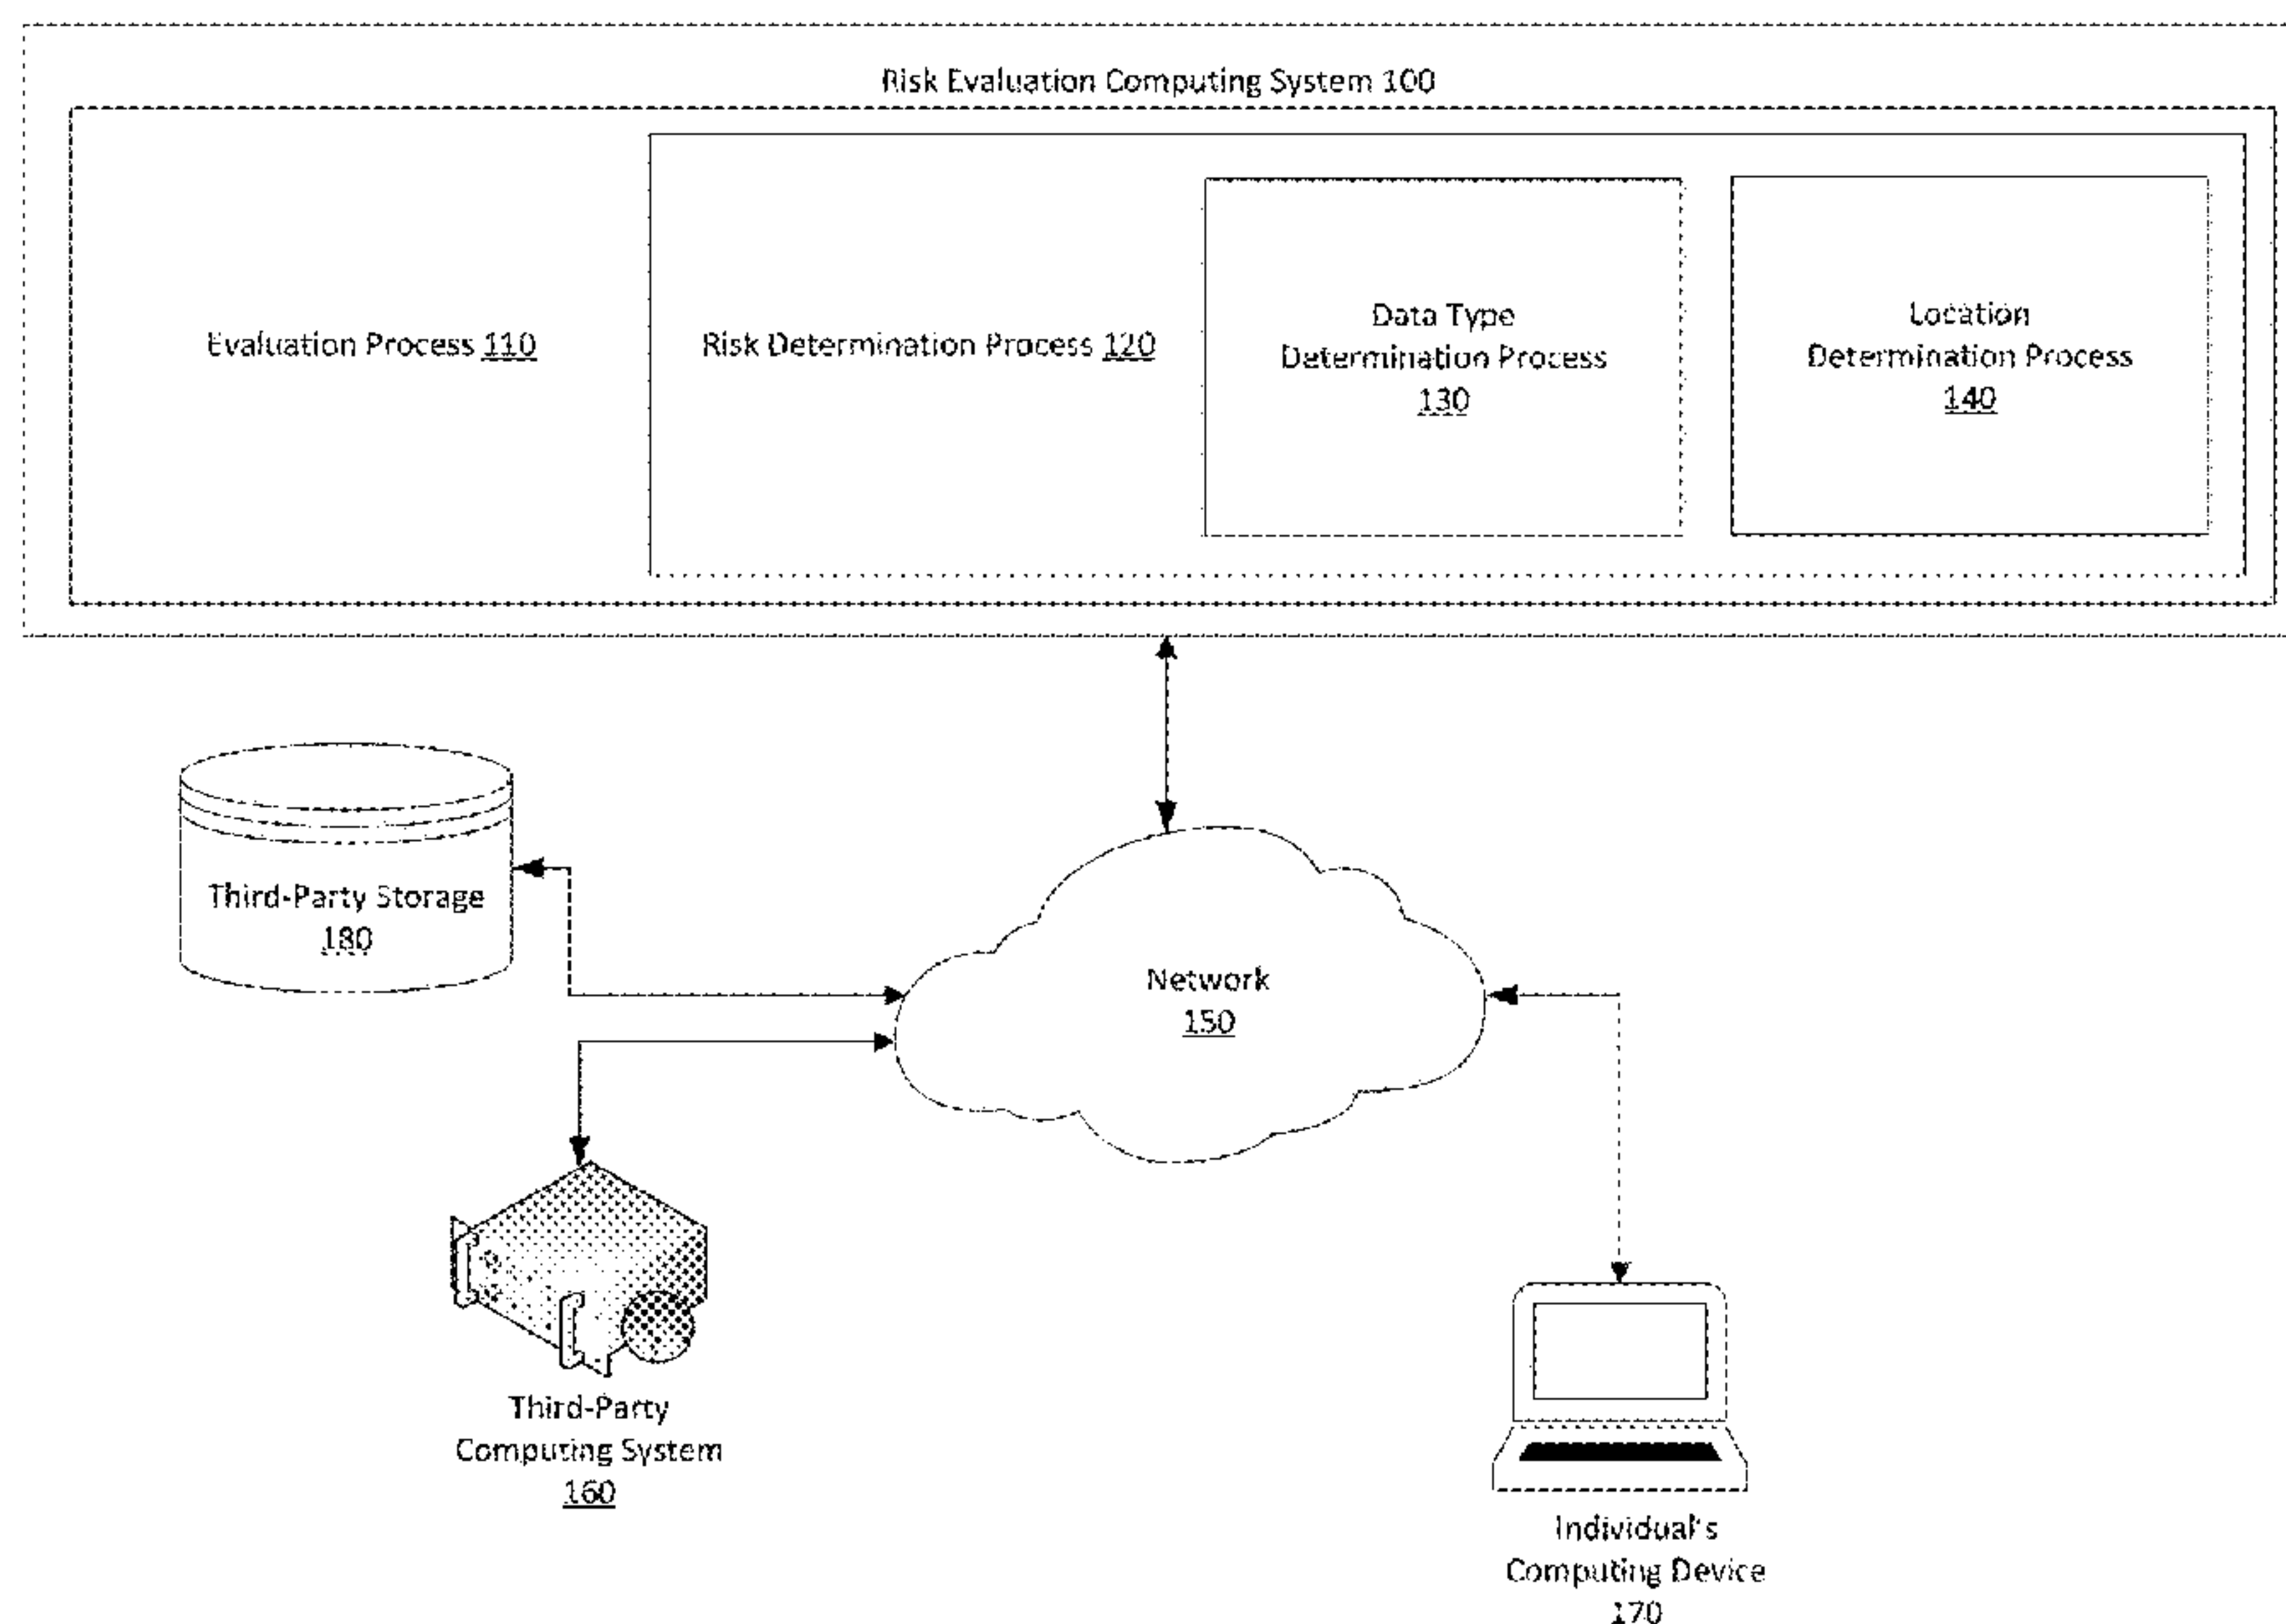 Risk Evaluation Computing System 100
Evaluation Process 110
Risk Determination Process 120
Data Type
Determination Process
130
Location
Determination Process
140
Third-Party Storage
180
Network
150
Third-Party
Computing System
160
Individual's
Computing Device
170